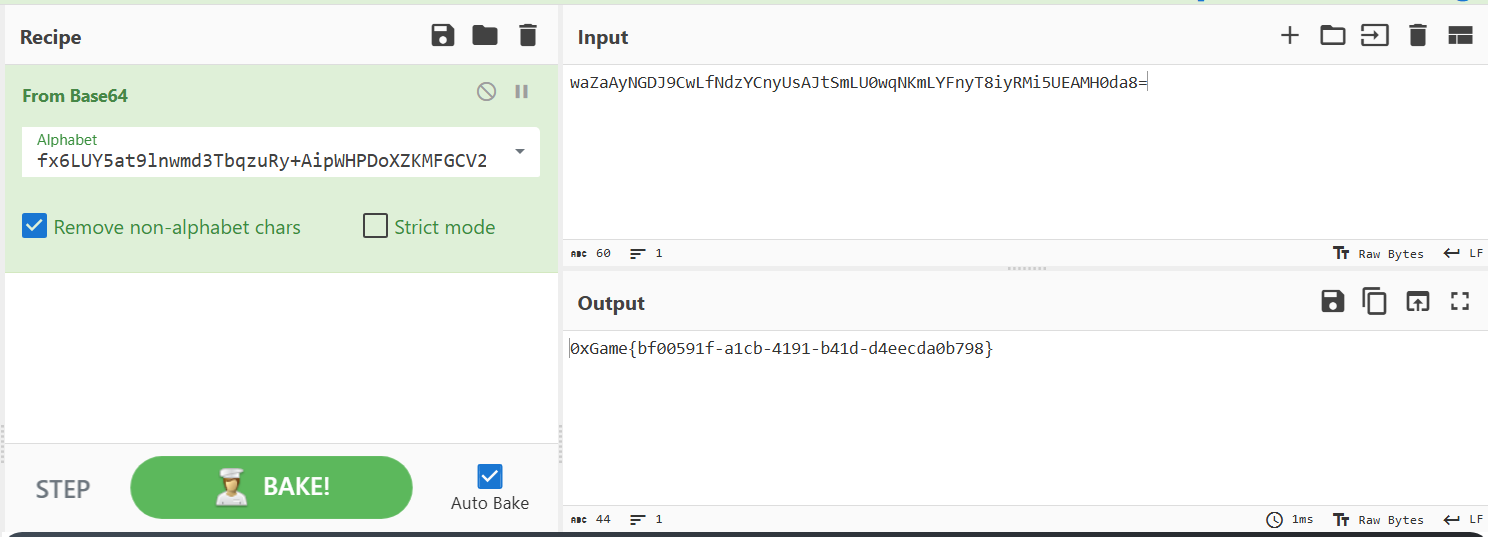 Recipe
From Base64
Alphabet
fx6LUY5at9lnwmd3TbqzuRy+AipWHPDoXZKMFGCV2
Remove non-alphabet chars
Strict mode
STEP
BAKE!
Auto Bake
Input
waZaAyNGDJ9CwLfNdzYCnyUsAJtSmLU0wqNKmLYFnyT8iyRMi5UEAMH0da8=
ABC 60 1
Raw Bytes LF
Output
0xGame{bf00591f-a1cb-4191-b41d-d4eecda0b798}
ABC 44 1
1ms Raw Bytes LF